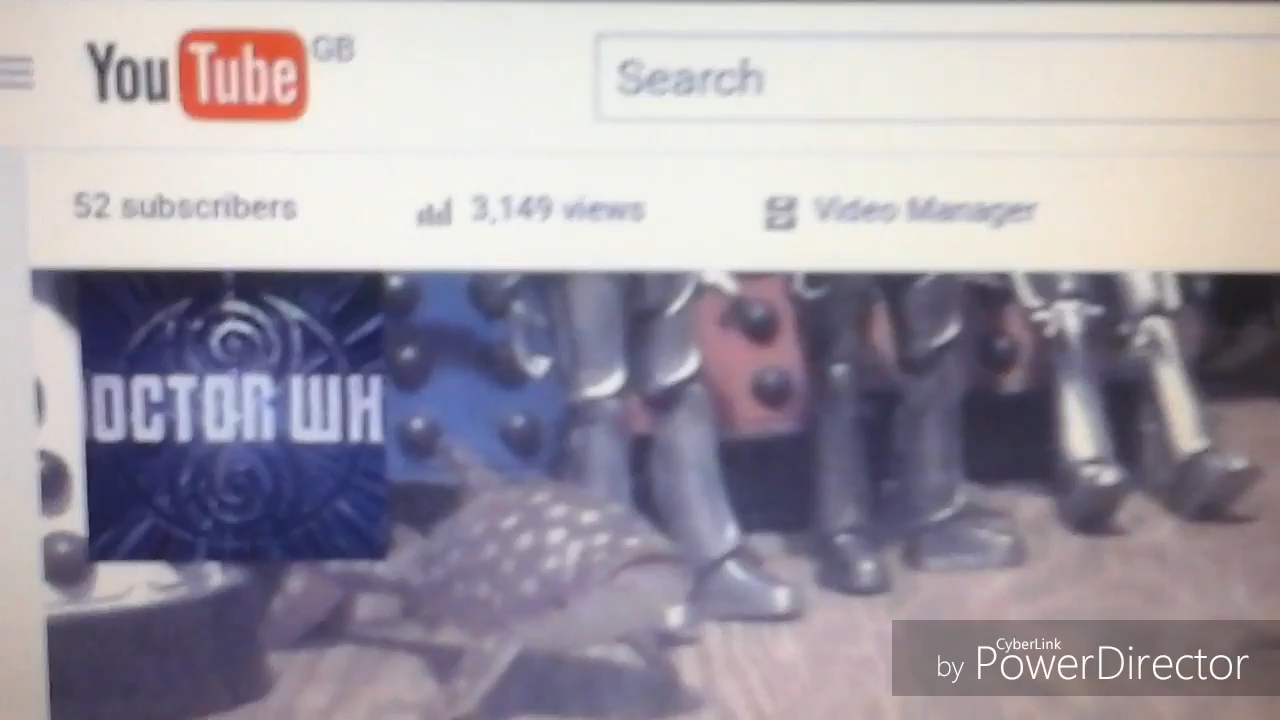 YouTube GB
Search
52 subscribers 3,149 views Video Manager
OCTOR WH
by CyberLink PowerDirector